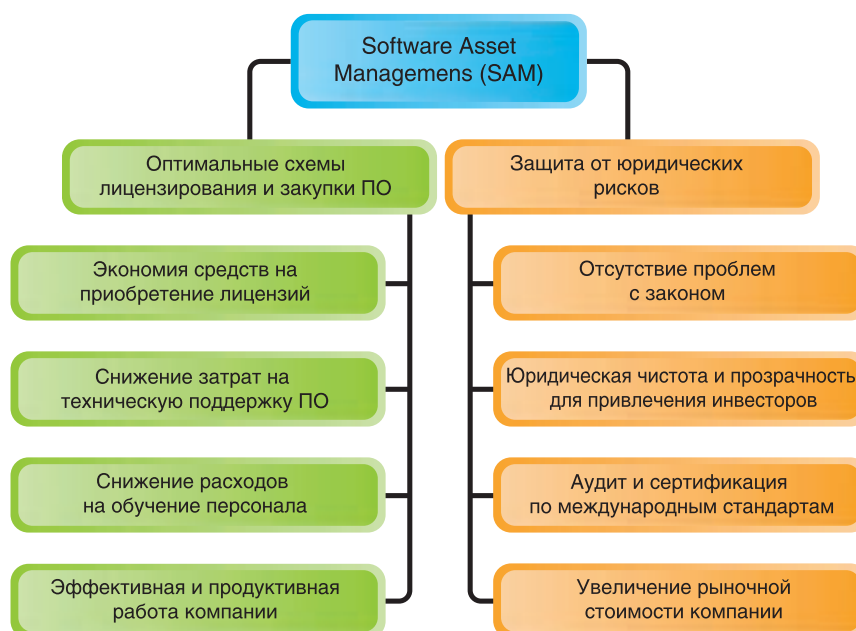 Software Asset
Managemens (SAM)
Оптимальные схемы
лицензирования и закупки ПО
Экономия средств на
приобретение лицензий
Снижение затрат на
техническую поддержку ПО
Снижение расходов
на обучение персонала
Эффективная и продуктивная
работа компании
Защита от юридических
рисков
Отсутствие проблем
с законом
Юридическая чистота и прозрачность
для привлечения инвесторов
Аудит и сертификация
по международным стандартам
Увеличение рыночной
стоимости компании